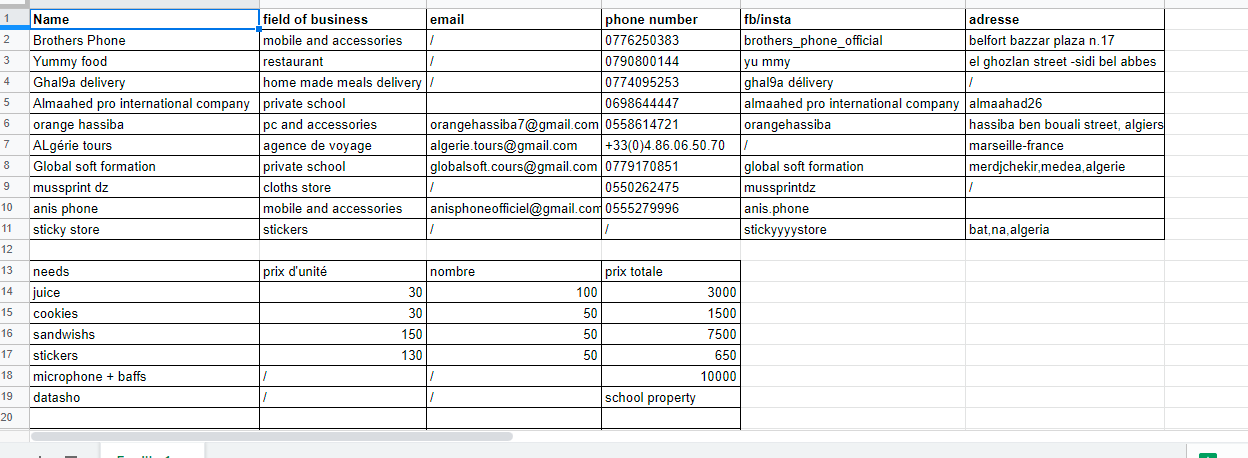 1 Name field of business email phone number fb/insta adresse
2 Brothers Phone mobile and accessories / 0776250383 brothers_phone_official belfort bazzar plaza n.17
3 Yummy food restaurant / 0790800144 yu mmy el ghozlan street -sidi bel abbes
4 Ghal9a délivery home made meals delivery / 0774095253 ghal9a délivery /
5 Almaahed pro international company private school 0698644447 almaahed pro international company almaahad26
6 orange hassiba pc and accessories orangehassiba7@gmail.com 0558614721 orangehassiba hassiba ben bouali street, algiers
7 ALgérie tours agence de voyage algerie.tours@gmail.com +33(0)4.86.06.50.70 / marseille-france
8 Global soft formation private school globalsoft.cours@gmail.com 0779170851 global soft formation merdjchekir,medea,algerie
9 mussprint dz cloths store / 0550262475 mussprintdz /
10 anis phone mobile and accessories anisphoneofficiel@gmail.com 0555279996 anis.phone
11 sticky store stickers / / stickyyyystore bat,na,algeria
12
13 needs prix d'unité nombre prix totale
14 juice 30 100 3000
15 cookies 30 50 1500
16 sandwishs 150 50 7500
17 stickers 130 50 650
18 microphone + baffs / / 10000
19 datasho / / school property
20